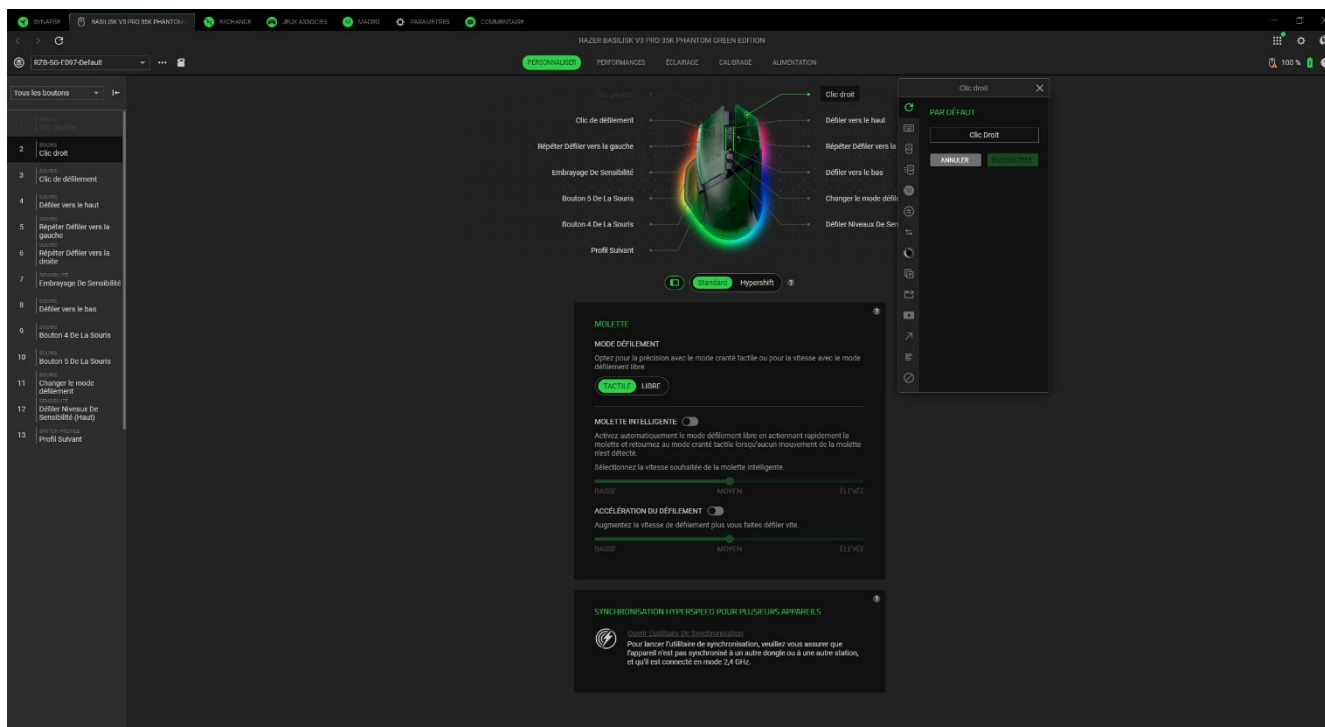 SYNAPSE
BASILISK V3 PRO 35K PHANTOM
EXCHANGE
JEUX ASSOCIÉS
MACRO
PARAMÈTRES
COMMENTAIRE
RAZER BASILISK V3 PRO 35K PHANTOM GREEN EDITION
RZB-SG-E097-Default
PERSONNALISER
PERFORMANCES
ÉCLAIRAGE
CALIBRAGE
ALIMENTATION
100 %
Tous les boutons
1
SOURIS
Clic gauche
2
SOURIS
Clic droit
3
SOURIS
Clic de défilement
4
SOURIS
Défiler vers le haut
5
SOURIS
Répéter Défiler vers la
gauche
6
SOURIS
Répéter Défiler vers la
droite
7
SENSIBILITÉ
Embrayage De Sensibilité
8
SOURIS
Défiler vers le bas
9
SOURIS
Bouton 4 De La Souris
10
SOURIS
Bouton 5 De La Souris
11
SOURIS
Changer le mode
défilement
12
SENSIBILITÉ
Défiler Niveaux De
Sensibilité (Haut)
13
SWITCH PROFILE
Profil Suivant
Clic gauche
Clic de défilement
Répéter Défiler vers la gauche
Embrayage De Sensibilité
Bouton 5 De La Souris
Bouton 4 De La Souris
Profil Suivant
Clic droit
Défiler vers le haut
Répéter Défiler vers la
Défiler vers le bas
Changer le mode défil
Défiler Niveaux De Sen
Standard
Hypershift
MOLETTE
MODE DÉFILEMENT
Optez pour la précision avec le mode cranté tactile ou pour la vitesse avec le mode
défilement libre.
TACTILE
LIBRE
MOLETTE INTELLIGENTE
Activez automatiquement le mode défilement libre en actionnant rapidement la
molette et retournez au mode cranté tactile lorsqu'aucun mouvement de la molette
n'est détecté.
Sélectionnez la vitesse souhaitée de la molette intelligente.
BASSE
MOYEN
ÉLEVÉE
ACCÉLÉRATION DU DÉFILEMENT
Augmentez la vitesse de défilement plus vous faites défiler vite.
BASSE
MOYEN
ÉLEVÉE
SYNCHRONISATION HYPERSPEED POUR PLUSIEURS APPAREILS
Ouvrir L'utilitaire De Synchronisation
Pour lancer l'utilitaire de synchronisation, veuillez vous assurer que
l'appareil n'est pas synchronisé à un autre dongle ou à une autre station,
et qu'il est connecté en mode 2,4 GHz.
Clic droit
PAR DÉFAUT
Clic Droit
ANNULER
ENREGISTRER